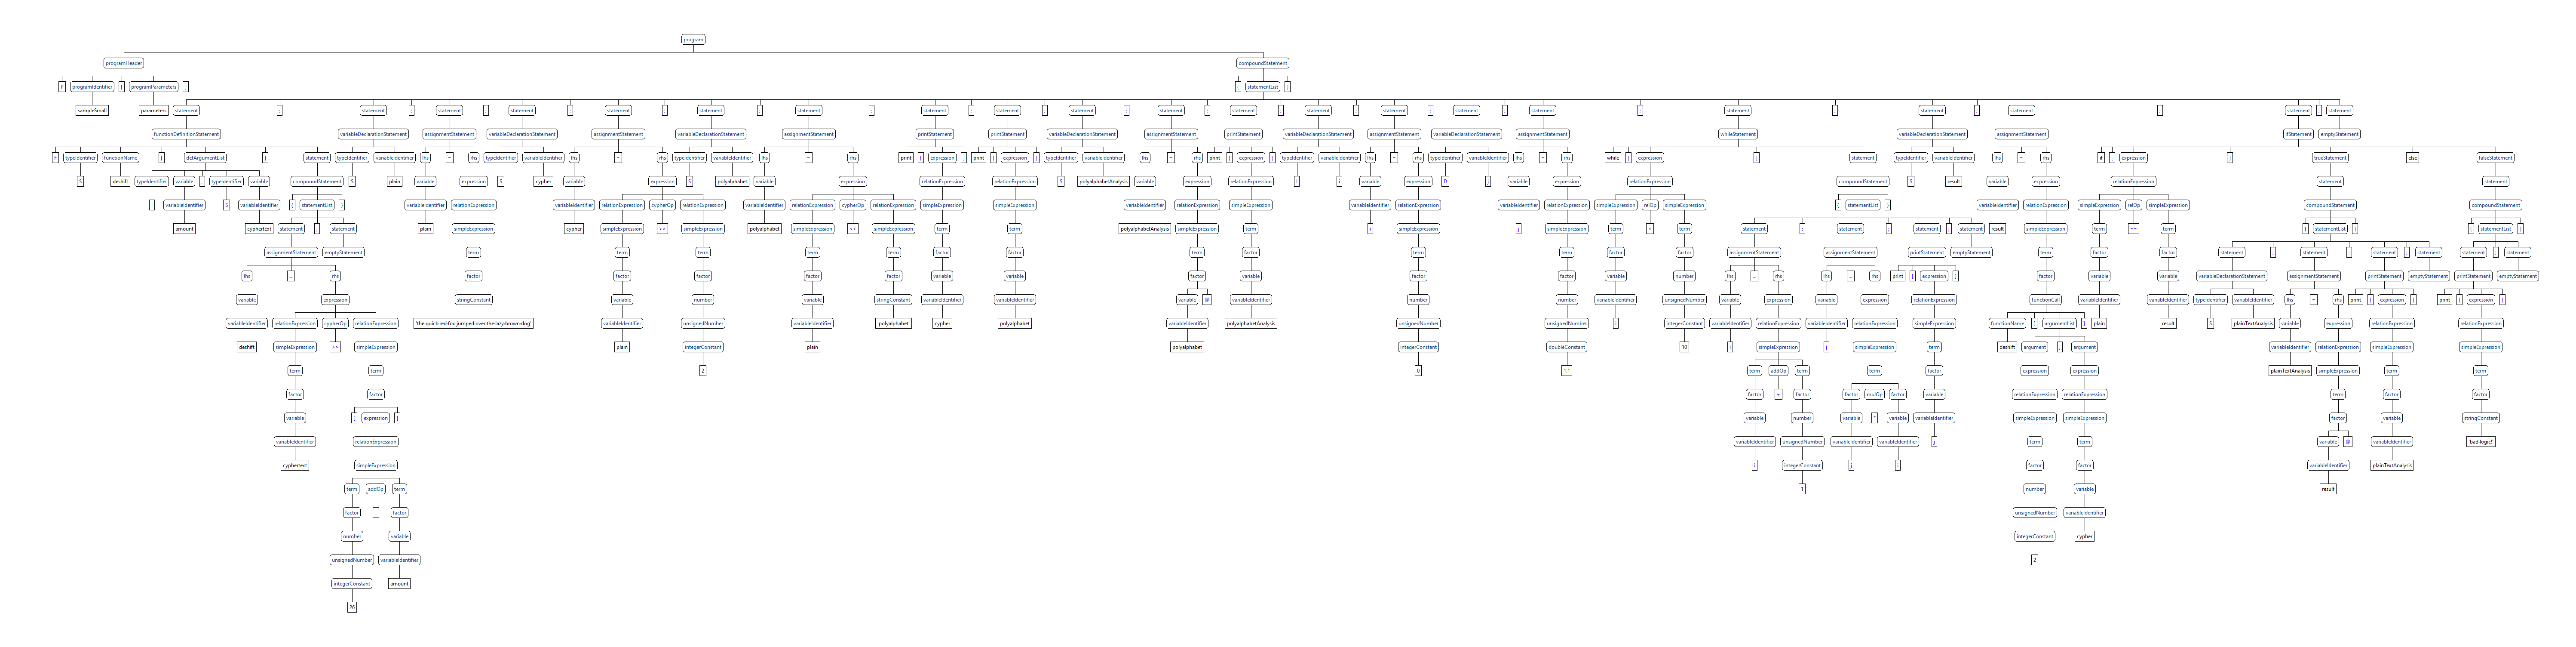 program
programHeader compoundStatement
P programIdentifier [ programParameters ] { statementList }
sampleSmall parameters statement ; statement ; statement ; statement ; statement ; statement ; statement ; statement ; statement ; statement ; statement ; statement ; statement ; statement ; statement ; statement ; statement ; statement ; statement ; statement ; statement
functionDefinitionStatement variableDeclarationStatement assignmentStatement variableDeclarationStatement assignmentStatement variableDeclarationStatement assignmentStatement printStatement printStatement variableDeclarationStatement assignmentStatement printStatement variableDeclarationStatement assignmentStatement variableDeclarationStatement assignmentStatement whileStatement variableDeclarationStatement assignmentStatement ifStatement emptyStatement
F typeIdentifier functionName [ defArgumentList ] statement typeIdentifier variableIdentifier lhs = rhs typeIdentifier variableIdentifier lhs = rhs typeIdentifier variableIdentifier lhs = rhs print [ expression ] print [ expression ] typeIdentifier variableIdentifier lhs = rhs print [ expression ] typeIdentifier variableIdentifier lhs = rhs typeIdentifier variableIdentifier lhs = rhs while [ expression ] statement typeIdentifier variableIdentifier lhs = rhs if [ expression ] trueStatement else falseStatement
S deshift typeIdentifier variable , typeIdentifier variable compoundStatement S plain variable expression S cypher variable expression S polyalphabet variable expression relationExpression relationExpression S polyalphabetAnalysis variable expression relationExpression I i variable expression D j variable expression relationExpression compoundStatement S result variable expression relationExpression statement statement
I variableIdentifier S variableIdentifier { statementList } variableIdentifier relationExpression variableIdentifier relationExpression cypherOp relationExpression variableIdentifier relationExpression cypherOp relationExpression simpleExpression simpleExpression variableIdentifier relationExpression simpleExpression variableIdentifier relationExpression variableIdentifier relationExpression simpleExpression relOp simpleExpression { statementList } variableIdentifier relationExpression simpleExpression relOp simpleExpression compoundStatement compoundStatement
amount cyphertext statement ; statement plain simpleExpression cypher simpleExpression >> simpleExpression polyalphabet simpleExpression << simpleExpression term term polyalphabetAnalysis simpleExpression term i simpleExpression j simpleExpression term < term statement ; statement ; statement ; statement result simpleExpression term == term { statementList } { statementList }
assignmentStatement emptyStatement term term term term term factor factor term factor term term factor factor assignmentStatement assignmentStatement printStatement emptyStatement term factor factor statement ; statement ; statement ; statement statement ; statement
lhs = rhs factor factor factor factor factor variable variable factor variable factor factor variable number lhs = rhs lhs = rhs print [ expression ] factor variable variable variableDeclarationStatement assignmentStatement printStatement emptyStatement printStatement emptyStatement
variable expression stringConstant variable number variable stringConstant variableIdentifier variableIdentifier variable @ variableIdentifier number number variableIdentifier unsignedNumber variable expression variable expression relationExpression functionCall variableIdentifier variableIdentifier typeIdentifier variableIdentifier lhs = rhs print [ expression ] print [ expression ]
variableIdentifier relationExpression cypherOp relationExpression 'the-quick-red-fox-jumped-over-the-lazy-brown-dog' variableIdentifier unsignedNumber variableIdentifier 'polyalphabet' cypher polyalphabet variableIdentifier polyalphabetAnalysis unsignedNumber unsignedNumber i integerConstant variableIdentifier relationExpression variableIdentifier relationExpression simpleExpression functionName [ argumentList ] plain result S plainTextAnalysis variable expression relationExpression relationExpression
deshift simpleExpression >> simpleExpression plain integerConstant plain polyalphabet integerConstant doubleConstant 10 i simpleExpression j simpleExpression term deshift argument , argument variableIdentifier relationExpression simpleExpression simpleExpression
term term 2 0 1.1 term addOp term term factor expression expression plainTextAnalysis simpleExpression term term
factor factor factor + factor factor mulOp factor variable relationExpression relationExpression term factor factor
variable [ expression ] variable number variable * variable variableIdentifier simpleExpression simpleExpression factor variable stringConstant
variableIdentifier relationExpression variableIdentifier unsignedNumber variableIdentifier variableIdentifier j term term variable @ variableIdentifier 'bad-logic!'
cyphertext simpleExpression i integerConstant j i factor factor variableIdentifier plainTextAnalysis
term addOp term 1 number variable result
factor - factor unsignedNumber variableIdentifier
number variable integerConstant cypher
unsignedNumber variableIdentifier 2
integerConstant amount
26